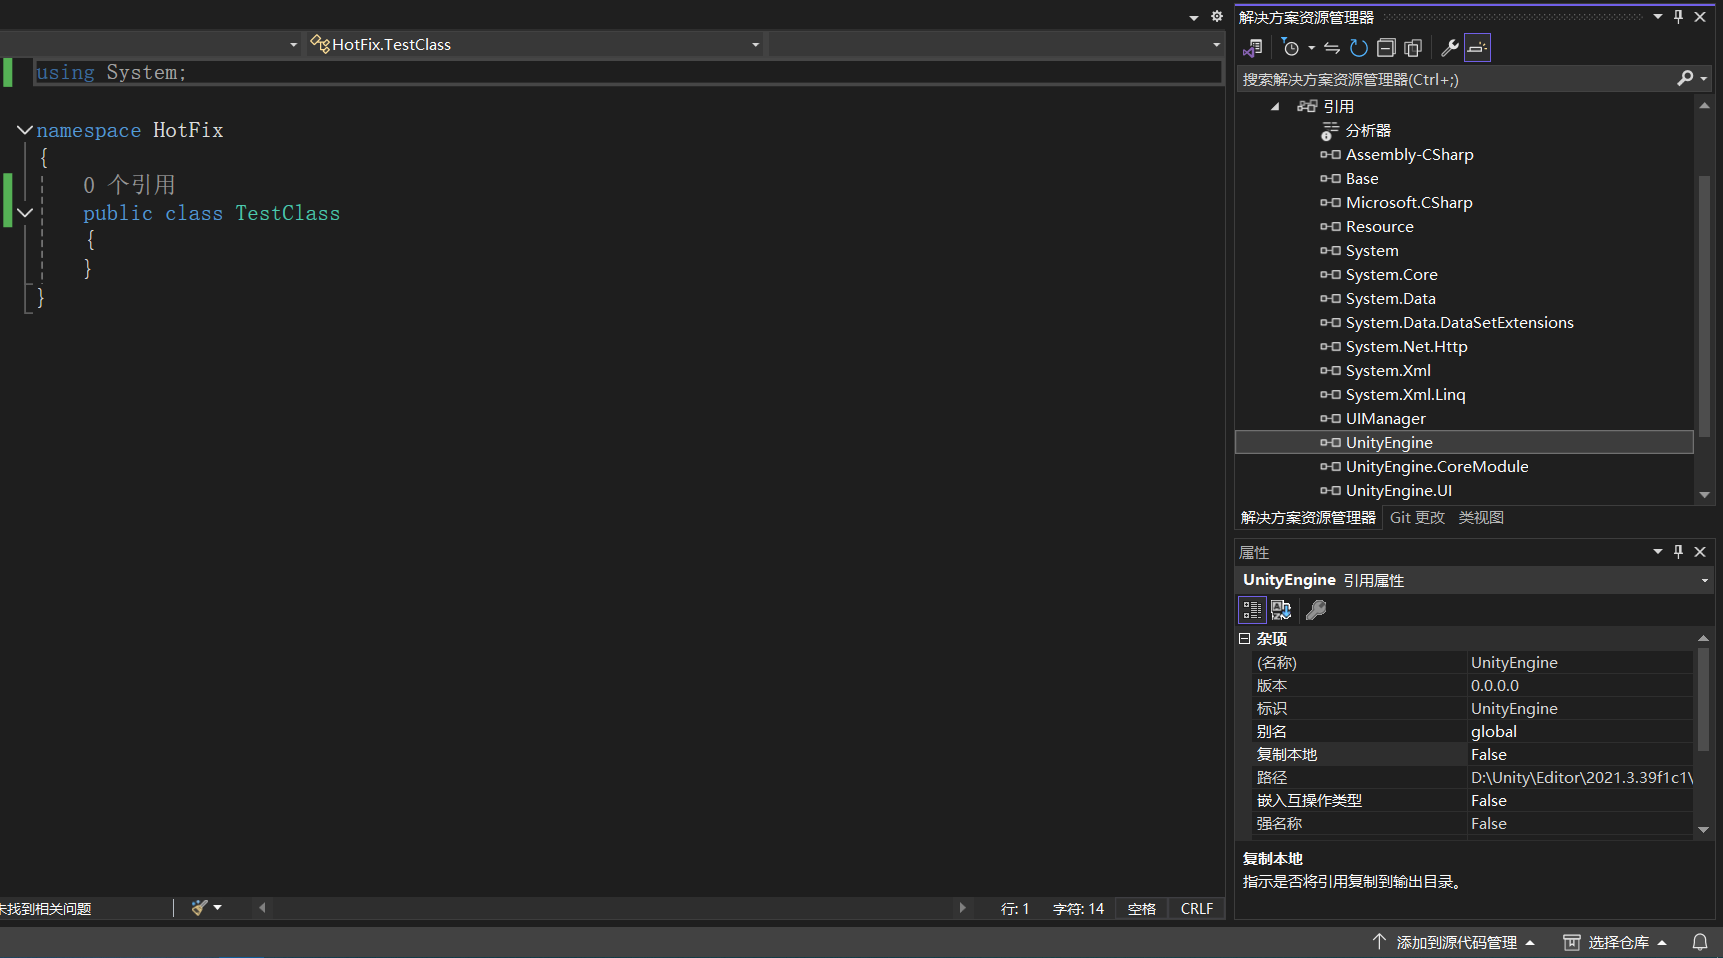 HotFix.TestClass
using System;
namespace HotFix
{
0 个引用
public class TestClass
{
}
}
未找到相关问题
行: 1
字符: 14
空格
CRLF
解决方案资源管理器
搜索解决方案资源管理器(Ctrl+;)
引用
分析器
Assembly-CSharp
Base
Microsoft.CSharp
Resource
System
System.Core
System.Data
System.Data.DataSetExtensions
System.Net.Http
System.Xml
System.Xml.Linq
UIManager
UnityEngine
UnityEngine.CoreModule
UnityEngine.UI
解决方案资源管理器 Git 更改 类视图
属性
UnityEngine 引用属性
杂项
(名称) UnityEngine
版本 0.0.0.0
标识 UnityEngine
别名 global
复制本地 False
路径 D:\Unity\Editor\2021.3.39f1c1\
嵌入互操作类型 False
强名称 False
复制本地
指示是否将引用复制到输出目录。
添加到源代码管理 选择仓库